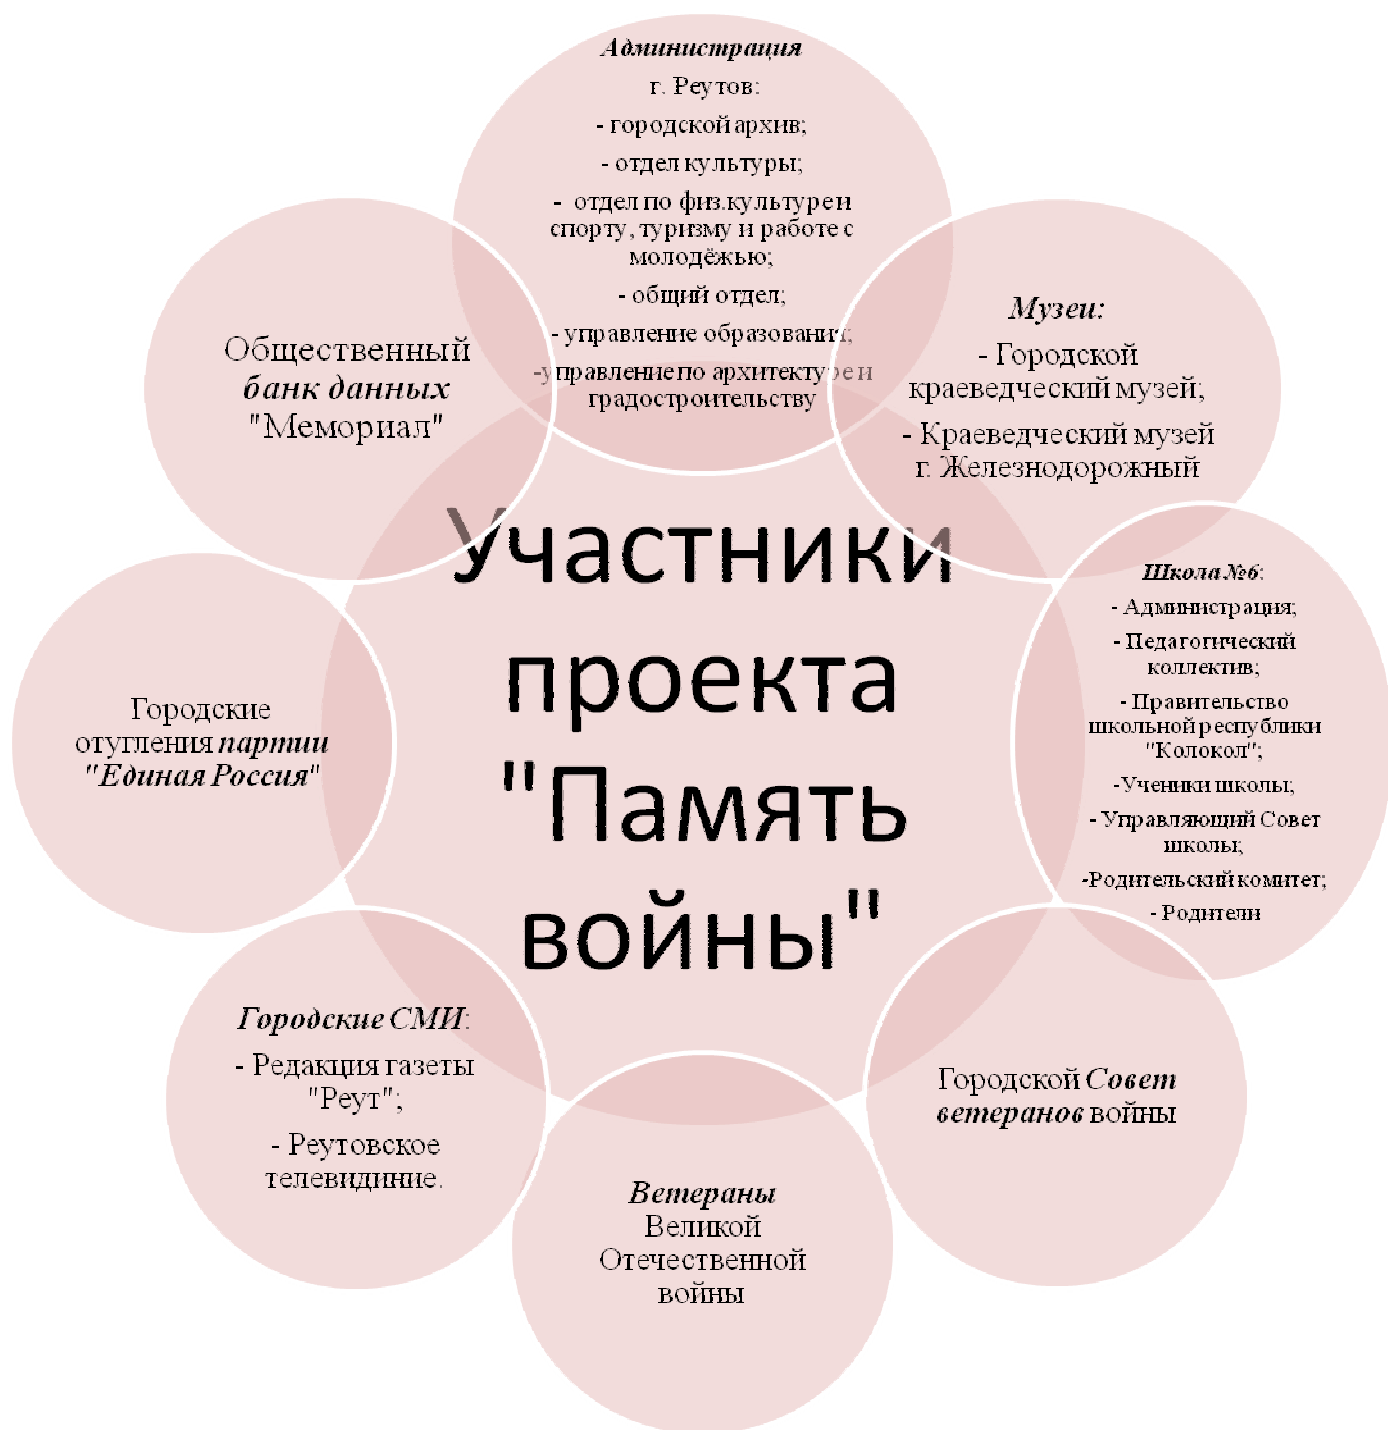 Администрация
г. Реутов:
- городской архив;
- отдел культуры;
- отдел по физ.культуре и
спорту, туризму и работе с
молодёжью;
- общий отдел;
- управление образования;
-управление по архитектуре и
градостроительству
Музеи:
- Городской
краеведческий музей;
- Краеведческий музей
г. Железнодорожный
Школа №6:
- Администрация;
- Педагогический
коллектив;
- Правительство
школьной республики
"Колокол";
-Ученики школы;
- Управляющий Совет
школы;
-Родительский комитет;
- Родители
Городской Совет
ветеранов войны
Ветераны
Великой
Отечественной
войны
Городские СМИ:
- Редакция газеты
"Реут";
- Реутовское
телевидиние.
Городские
отугления партии
"Единая Россия"
Общественный
банк данных
"Мемориал"
Участники
проекта
"Память
войны"